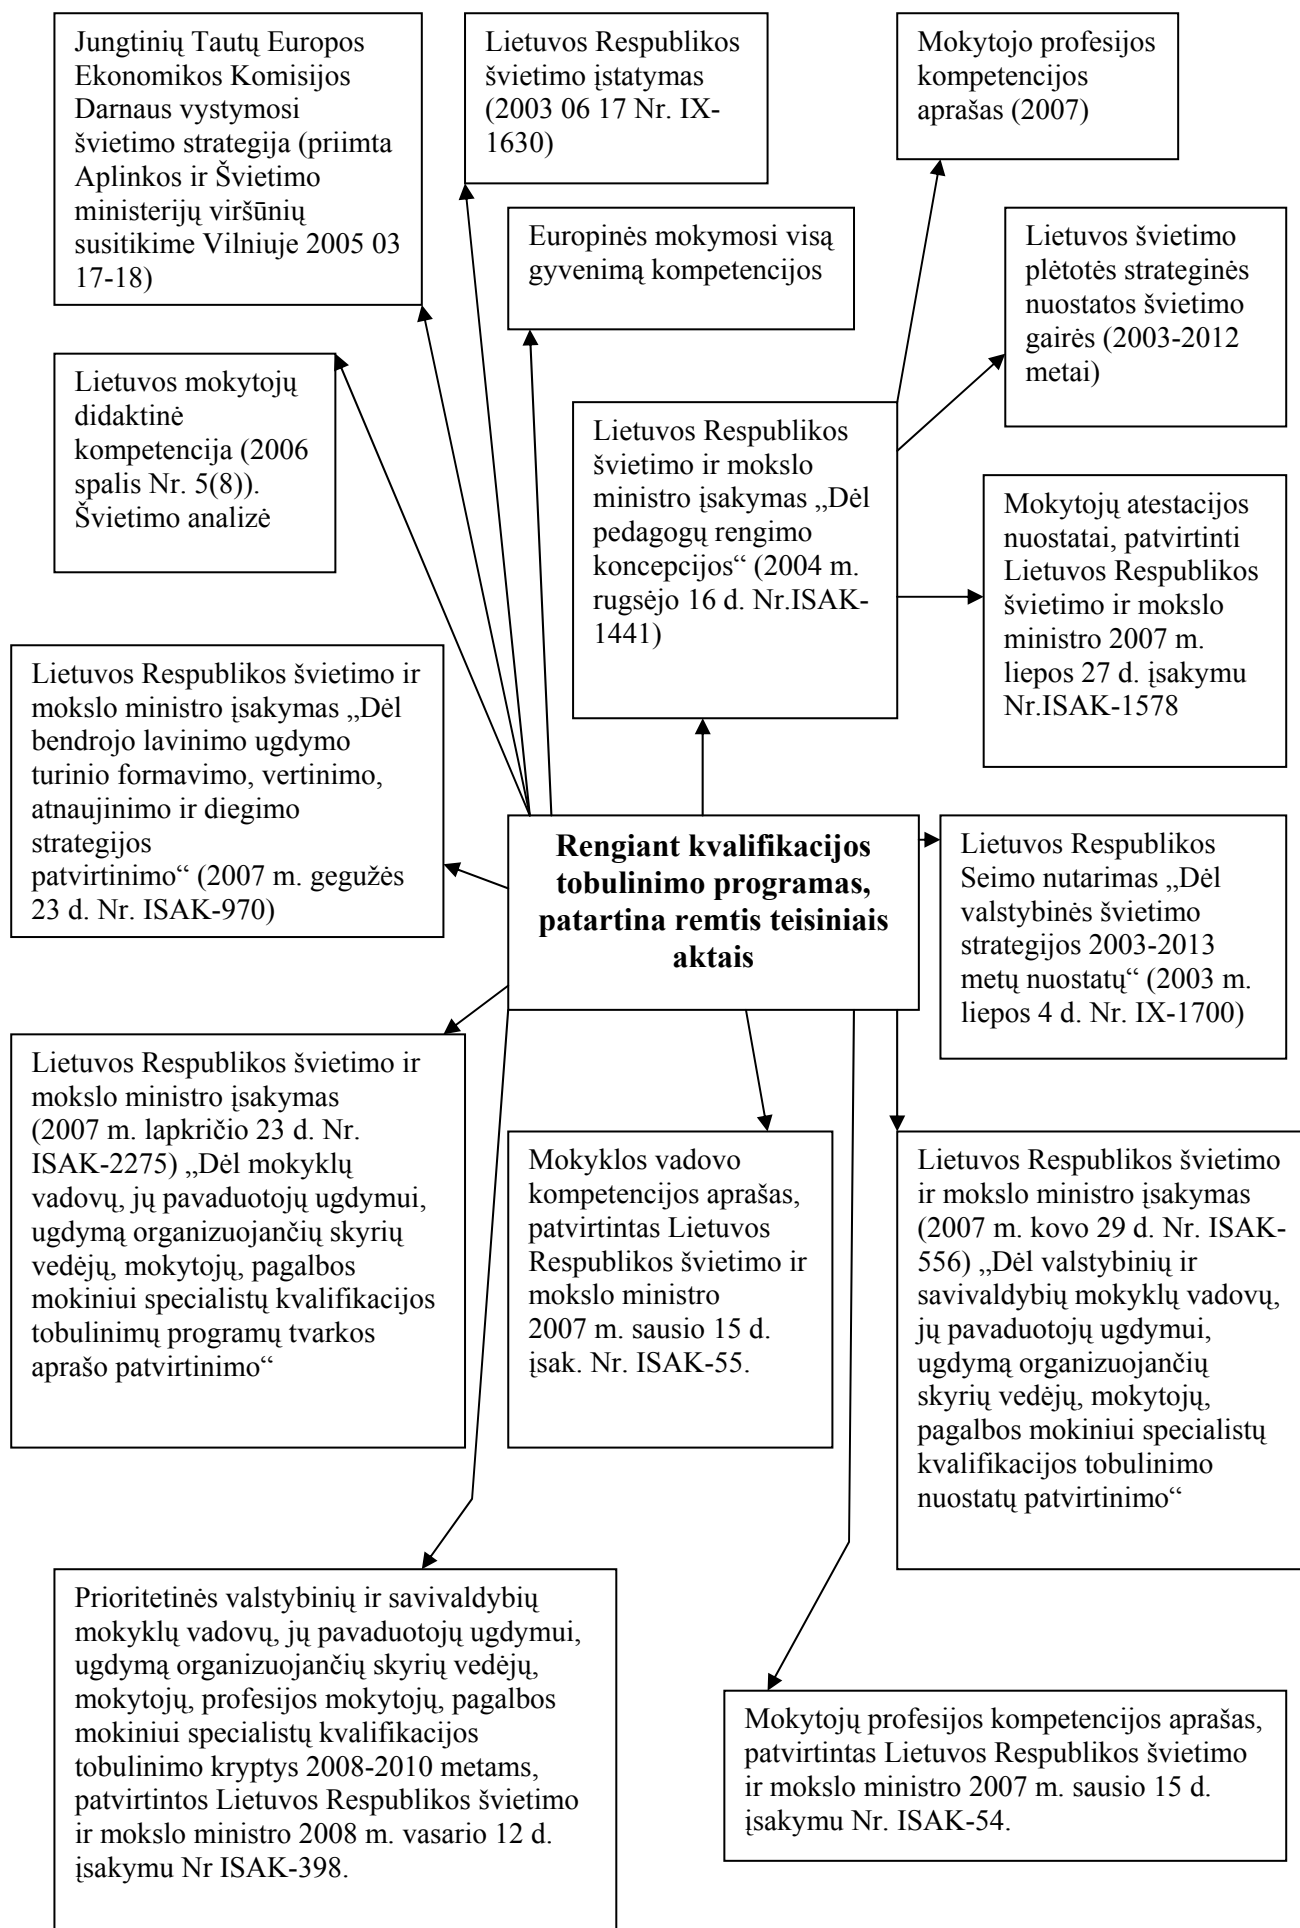 Jungtinių Tautų Europos
Ekonomikos Komisijos
Darnaus vystymosi
švietimo strategija (priimta
Aplinkos ir Švietimo
ministerijų viršūnių
susitikime Vilniuje 2005 03
17-18)
Lietuvos Respublikos
švietimo įstatymas
(2003 06 17 Nr. IX-
1630)
Mokytojo profesijos
kompetencijos
aprašas (2007)
Europinės mokymosi visą
gyvenimą kompetencijos
Lietuvos švietimo
plėtotės strateginės
nuostatos švietimo
gairės (2003-2012
metai)
Lietuvos mokytojų
didaktinė
kompetencija (2006
spalis Nr. 5(8)).
Švietimo analizė
Lietuvos Respublikos
švietimo ir mokslo
ministro įsakymas „Dėl
pedagogų rengimo
koncepcijos“ (2004 m.
rugsėjo 16 d. Nr.ISAK-
1441)
Mokytojų atestacijos
nuostatai, patvirtinti
Lietuvos Respublikos
švietimo ir mokslo
ministro 2007 m.
liepos 27 d. įsakymu
Nr.ISAK-1578
Lietuvos Respublikos švietimo ir
mokslo ministro įsakymas „Dėl
bendrojo lavinimo ugdymo
turinio formavimo, vertinimo,
atnaujinimo ir diegimo
strategijos
patvirtinimo“ (2007 m. gegužės
23 d. Nr. ISAK-970)
Rengiant kvalifikacijos
tobulinimo programas,
patartina remtis teisiniais
aktais
Lietuvos Respublikos
Seimo nutarimas „Dėl
valstybinės švietimo
strategijos 2003-2013
metų nuostatų“ (2003 m.
liepos 4 d. Nr. IX-1700)
Lietuvos Respublikos švietimo ir
mokslo ministro įsakymas
(2007 m. lapkričio 23 d. Nr.
ISAK-2275) „Dėl mokyklų
vadovų, jų pavaduotojų ugdymui,
ugdymą organizuojančių skyrių
vedėjų, mokytojų, pagalbos
mokiniui specialistų kvalifikacijos
tobulinimų programų tvarkos
aprašo patvirtinimo“
Mokyklos vadovo
kompetencijos aprašas,
patvirtintas Lietuvos
Respublikos švietimo ir
mokslo ministro
2007 m. sausio 15 d.
įsak. Nr. ISAK-55.
Lietuvos Respublikos švietimo
ir mokslo ministro įsakymas
(2007 m. kovo 29 d. Nr. ISAK-
556) „Dėl valstybinių ir
savivaldybių mokyklų vadovų,
jų pavaduotojų ugdymui,
ugdymą organizuojančių
skyrių vedėjų, mokytojų,
pagalbos mokiniui specialistų
kvalifikacijos tobulinimo
nuostatų patvirtinimo“
Prioritetinės valstybinių ir savivaldybių
mokyklų vadovų, jų pavaduotojų ugdymui,
ugdymą organizuojančių skyrių vedėjų,
mokytojų, profesijos mokytojų, pagalbos
mokiniui specialistų kvalifikacijos
tobulinimo kryptys 2008-2010 metams,
patvirtintos Lietuvos Respublikos švietimo
ir mokslo ministro 2008 m. vasario 12 d.
įsakymu Nr ISAK-398.
Mokytojų profesijos kompetencijos aprašas,
patvirtintas Lietuvos Respublikos švietimo
ir mokslo ministro 2007 m. sausio 15 d.
įsakymu Nr. ISAK-54.